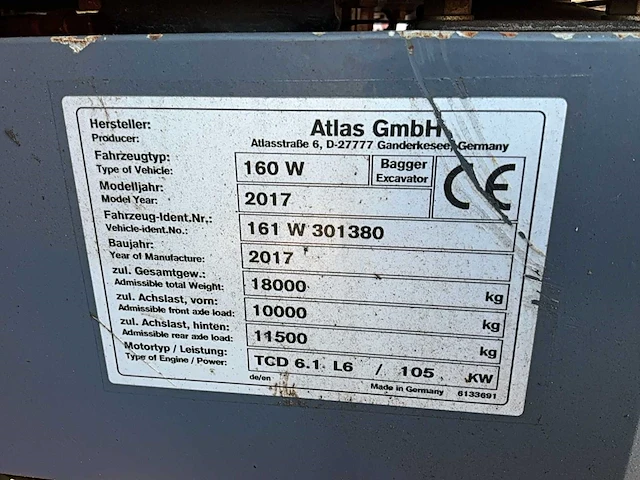 Hersteller: Atlas GmbH
Producer: Atlasstraße 6, D-27777 Ganderkesee, Germany
Fahrzeugtyp: 160 W Bagger
Type of Vehicle: Excavator
Modelljahr: 2017
Model Year:
CE
Fahrzeug-Ident.Nr.: 161 W 301380
Vehicle-ident.No.:
Baujahr: 2017
Year of Manufacture:
zul. Gesamtgew.: 18000 kg
Admissible total Weight:
zul. Achslast, vorn: 10000 kg
Admissible front axle load:
zul. Achslast, hinten: 11500 kg
Admissible rear axle load:
Motortyp / Leistung: TCD 6.1 L6 / 105 KW
Type of Engine / Power:
de/en Made in Germany 6133691